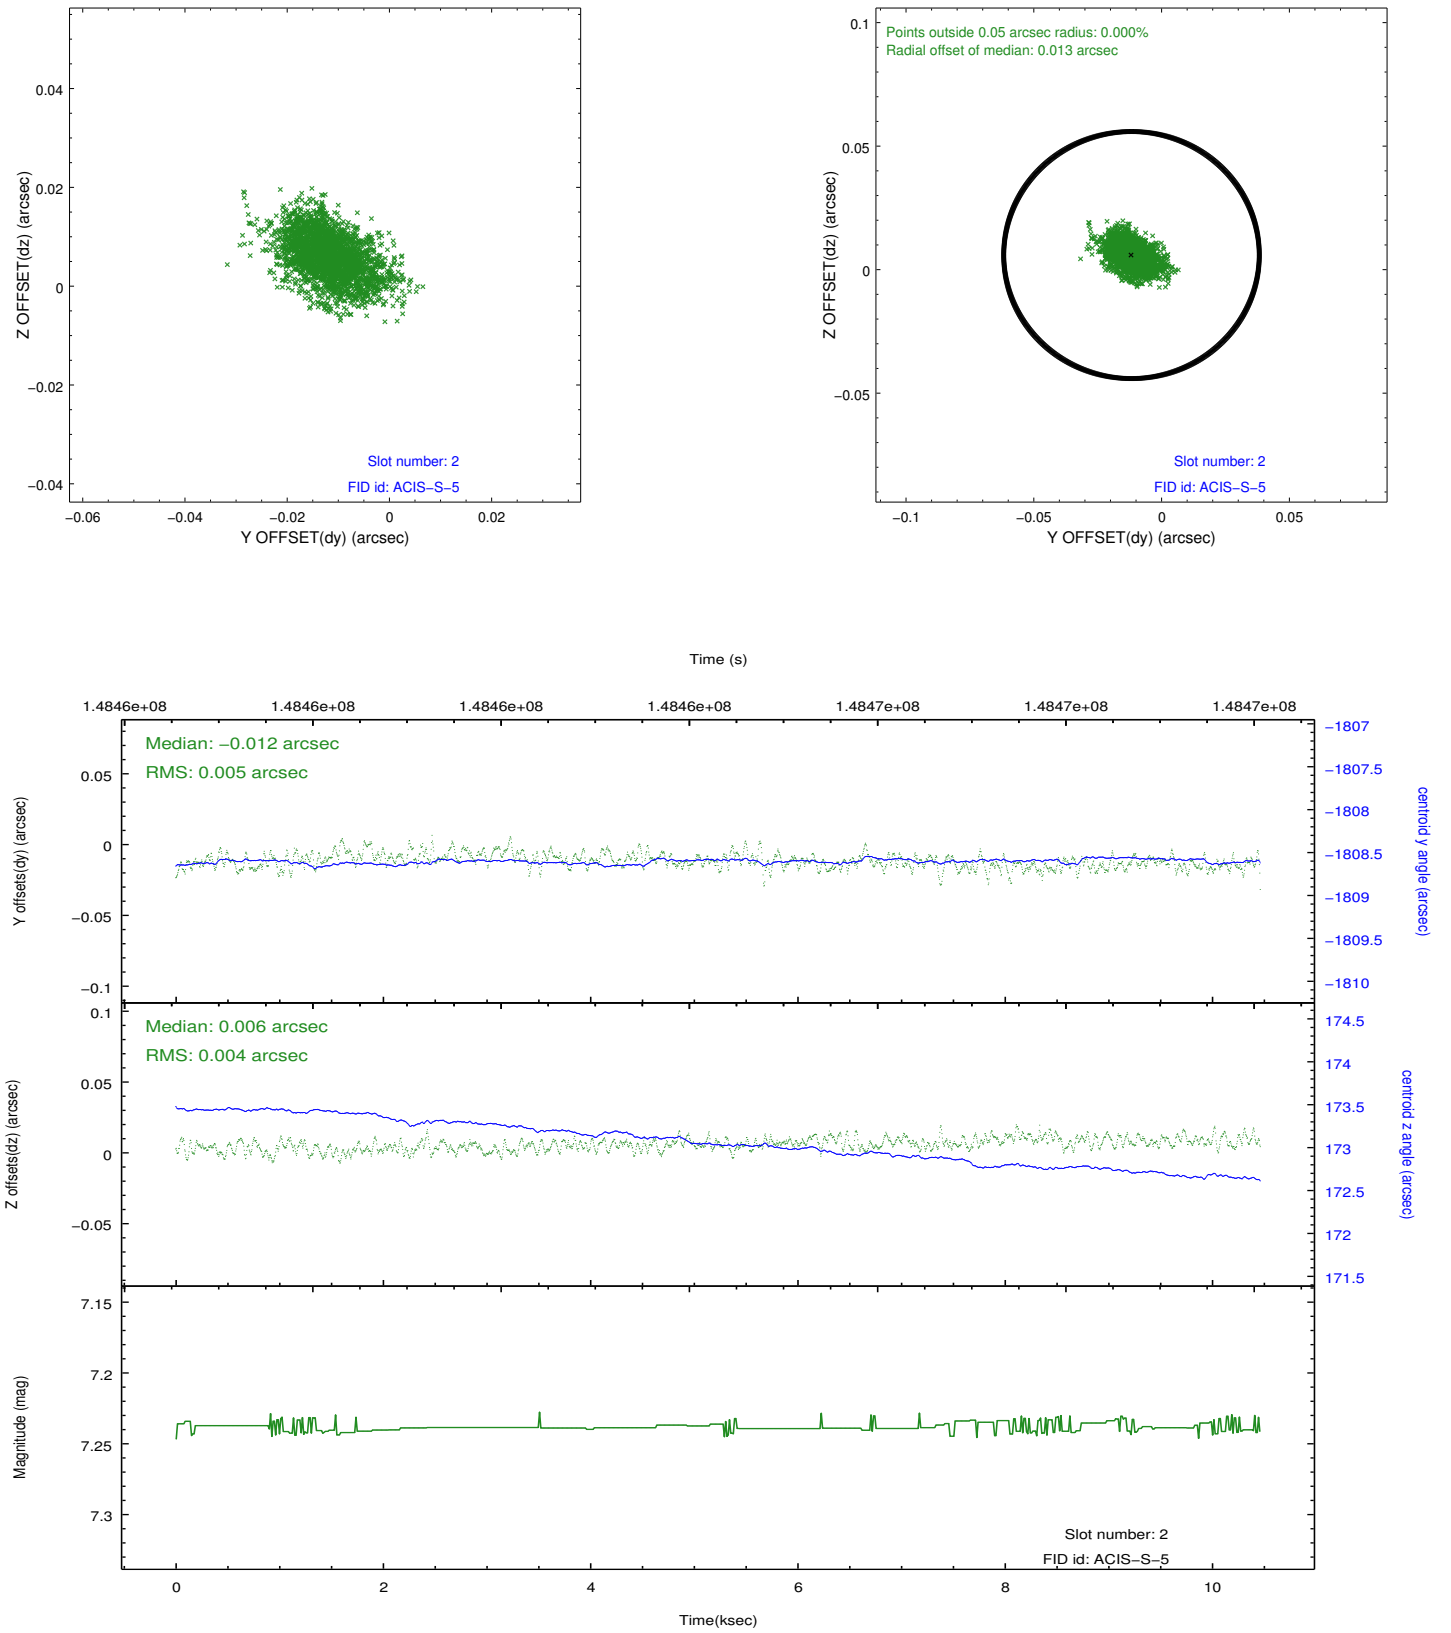 0.04
0.02
0
−0.02
−0.04
Z OFFSET(dz) (arcsec)
Slot number: 2
FID id: ACIS−S−5
−0.06
−0.04
−0.02
0
0.02
Y OFFSET(dy) (arcsec)
Points outside 0.05 arcsec radius: 0.000%
Radial offset of median: 0.013 arcsec
0.1
0.05
0
−0.05
Z OFFSET(dz) (arcsec)
Slot number: 2
FID id: ACIS−S−5
−0.1
−0.05
0
0.05
Y OFFSET(dy) (arcsec)
Time (s)
1.4846e+08
1.4846e+08
1.4846e+08
1.4846e+08
1.4847e+08
1.4847e+08
1.4847e+08
Median: −0.012 arcsec
RMS: 0.005 arcsec
0.05
0
−0.05
−0.1
Y offsets(dy) (arcsec)
−1807
−1807.5
−1808
−1808.5
−1809
−1809.5
−1810
centroid y angle (arcsec)
Median: 0.006 arcsec
RMS: 0.004 arcsec
0.1
0.05
0
−0.05
Z offsets(dz) (arcsec)
174.5
174
173.5
173
172.5
172
171.5
centroid z angle (arcsec)
7.15
7.2
7.25
7.3
Magnitude (mag)
Slot number: 2
FID id: ACIS−S−5
0
2
4
6
8
10
Time(ksec)